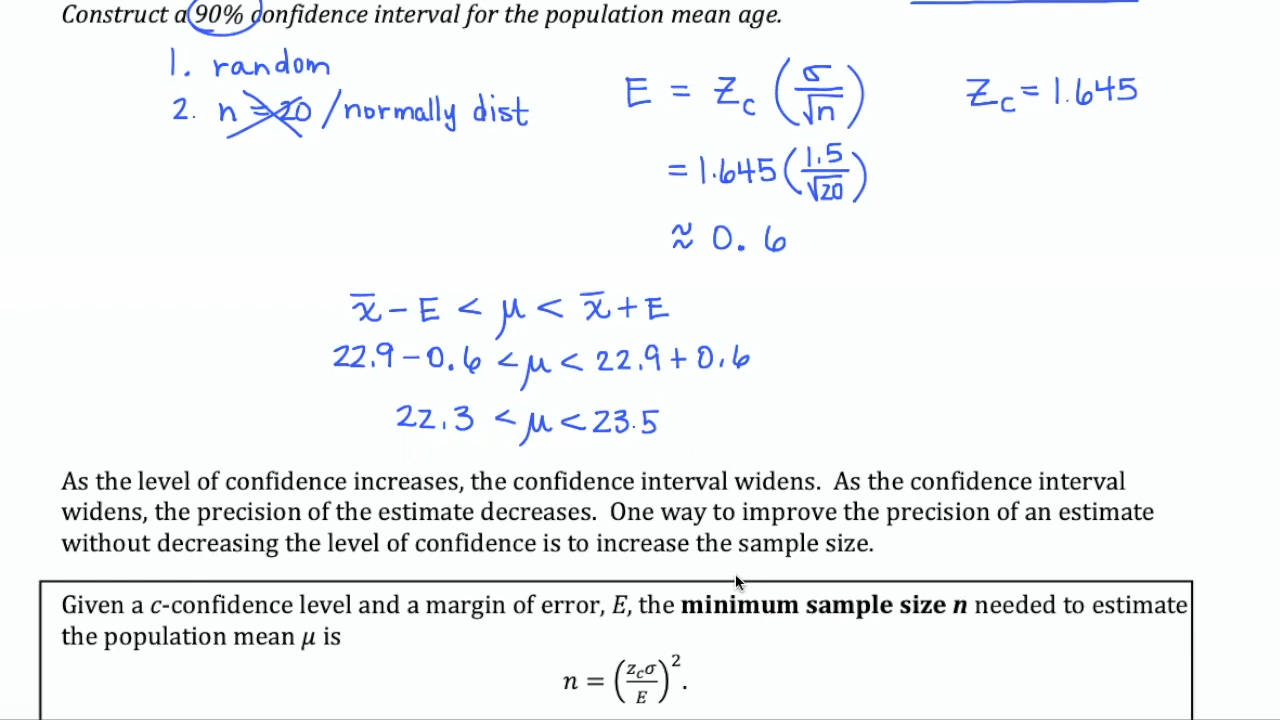 Construct a 90% confidence interval for the population mean age.
1. random
2. n = 20 / normally dist
E = Zc (σ/√n)
Zc = 1.645
= 1.645 (1.5/√20)
≈ 0.6
x̄ − E < μ < x̄ + E
22.9 − 0.6 < μ < 22.9 + 0.6
22.3 < μ < 23.5
As the level of confidence increases, the confidence interval widens. As the confidence interval
widens, the precision of the estimate decreases. One way to improve the precision of an estimate
without decreasing the level of confidence is to increase the sample size.
Given a c-confidence level and a margin of error, E, the minimum sample size n needed to estimate
the population mean μ is
n = (zcσ/E)².